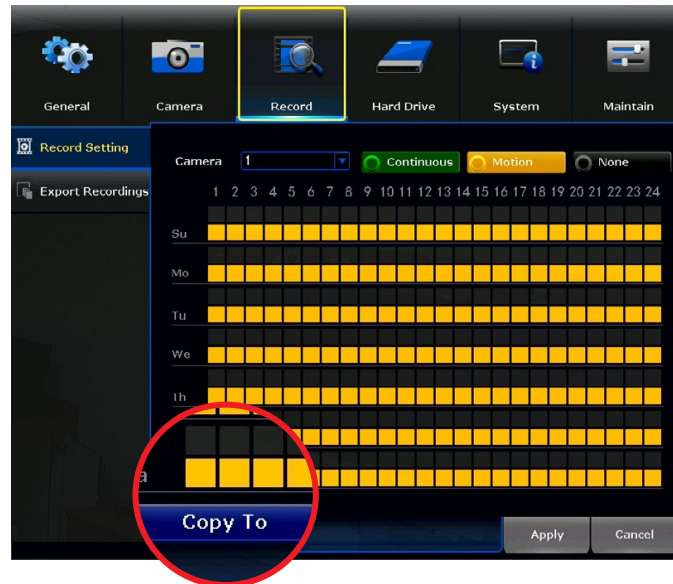 General Camera Record Hard Drive System Maintain
Record Setting
Export Recordings
Camera 1 Continuous Motion None
1 2 3 4 5 6 7 8 9 10 11 12 13 14 15 16 17 18 19 20 21 22 23 24
Su
Mo
Tu
We
Th
a
Copy To
Apply Cancel